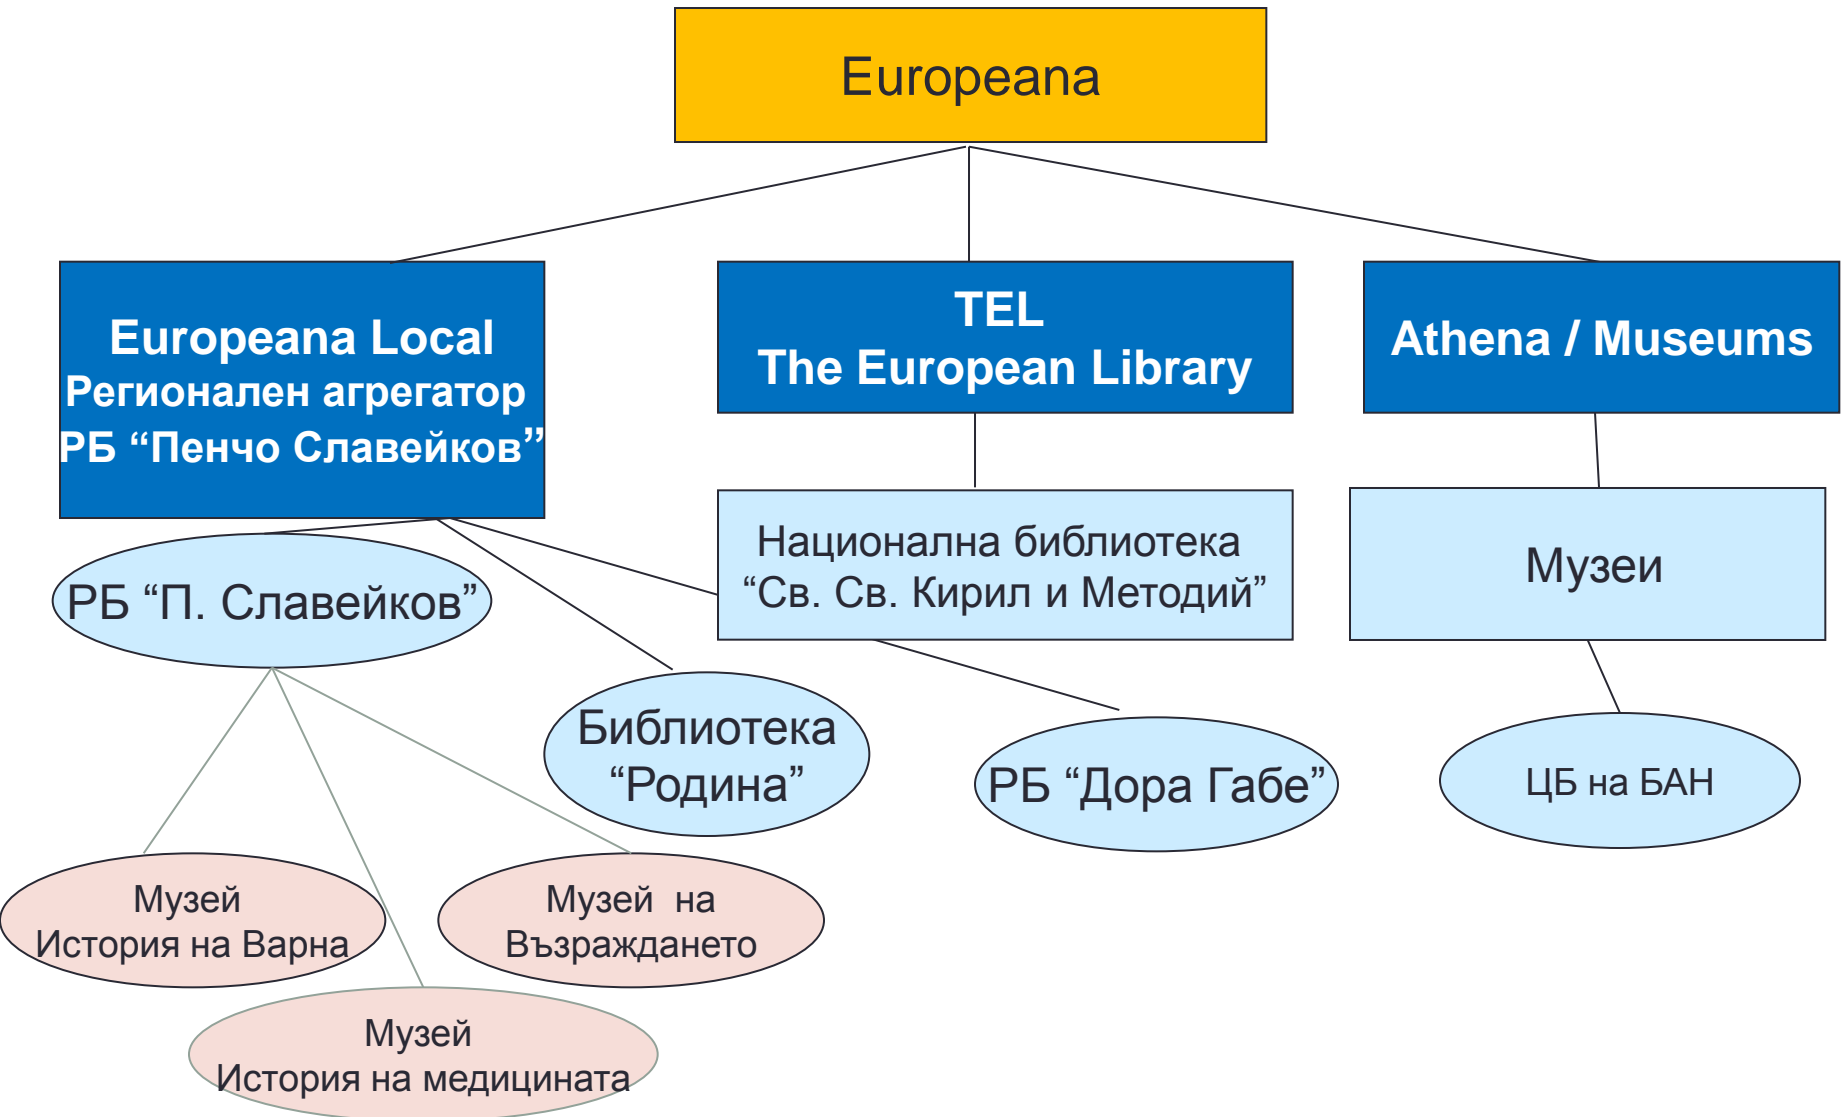 Europeana
Europeana Local
Регионален агрегатор
РБ “Пенчо Славейков”
TEL
The European Library
Athena / Museums
Национална библиотека
“Св. Св. Кирил и Методий”
Музеи
РБ “П. Славейков”
Библиотека
“Родина”
РБ “Дора Габе”
ЦБ на БАН
Музей
История на Варна
Музей на
Възраждането
Музей
История на медицината